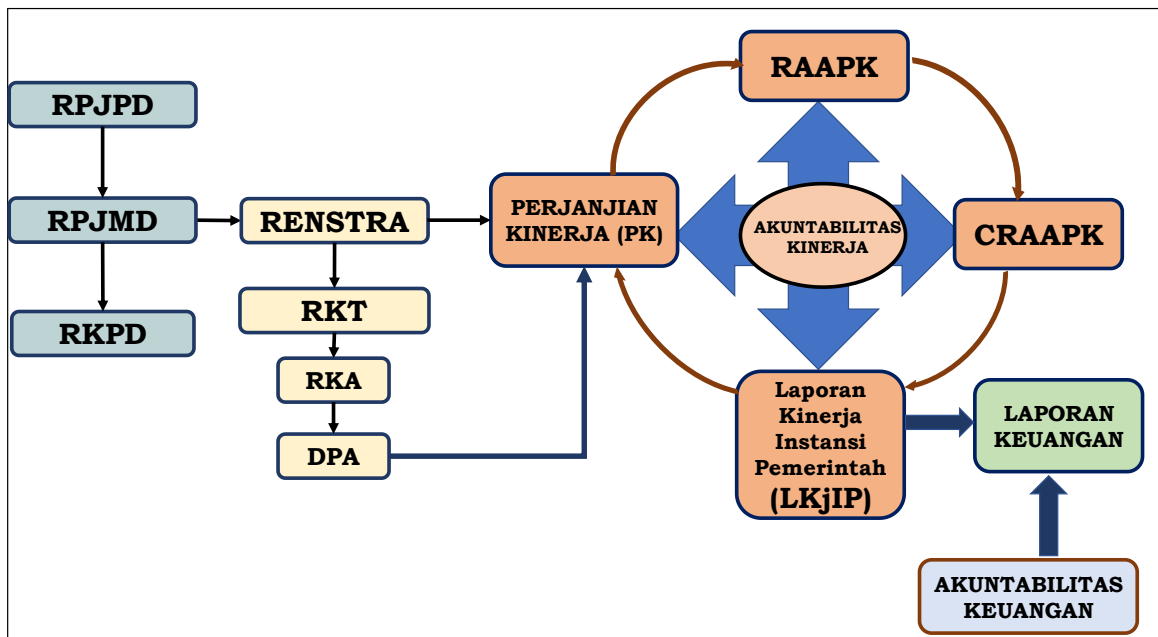 RPJPD
RPJMD
RKPD
RENSTRA
RKT
RKA
DPA
PERJANJIAN
KINERJA (PK)
RAAPK
AKUNTABILITAS
KINERJA
CRAAPK
Laporan
Kinerja
Instansi
Pemerintah
(LKjIP)
LAPORAN
KEUANGAN
AKUNTABILITAS
KEUANGAN